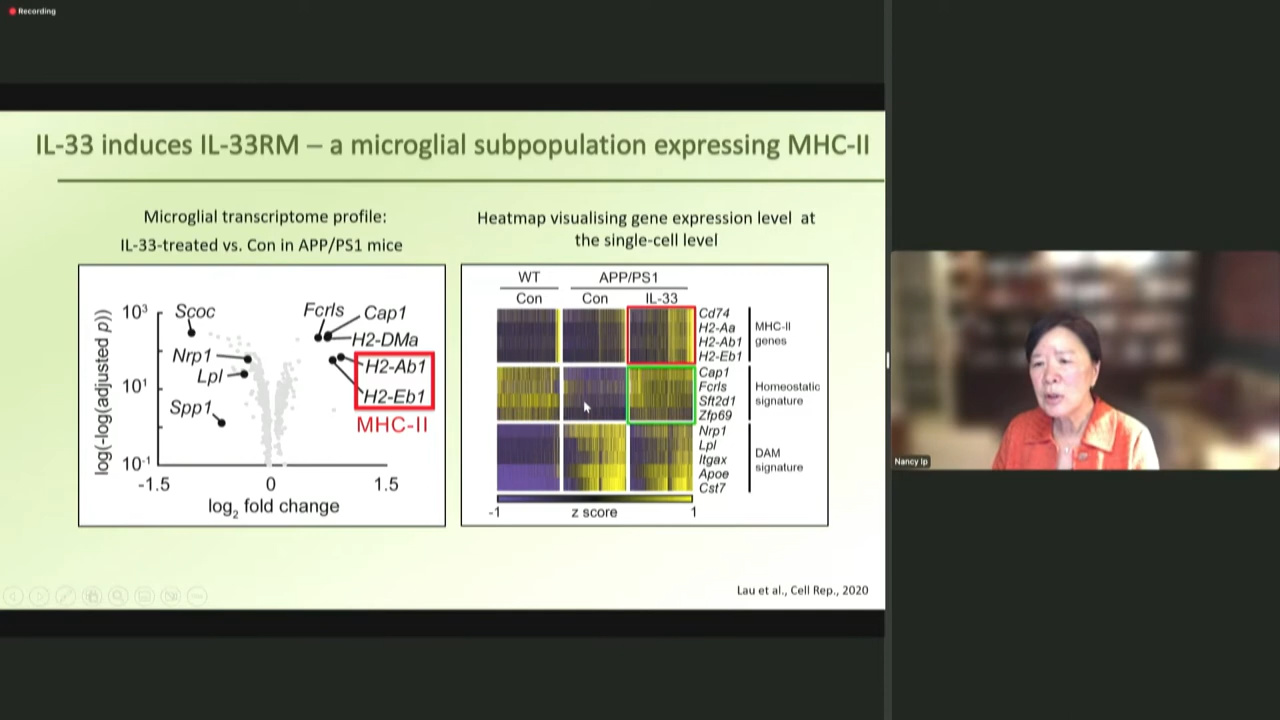 Recording
IL-33 induces IL-33RM – a microglial subpopulation expressing MHC-II
Microglial transcriptome profile:
IL-33-treated vs. Con in APP/PS1 mice
log(-log(adjusted p))
10³
10¹
10⁻¹
-1.5
0
1.5
log₂ fold change
Scoc
Nrp1
Lpl
Spp1
Fcrls
Cap1
H2-DMa
H2-Ab1
H2-Eb1
MHC-II
Heatmap visualising gene expression level at
the single-cell level
WT
APP/PS1
Con
Con
IL-33
Cd74
H2-Aa
H2-Ab1
H2-Eb1
MHC-II
genes
Cap1
Fcrls
Sft2d1
Zfp69
Homeostatic
signature
Nrp1
Lpl
Itgax
Apoe
Cst7
DAM
signature
-1
z score
1
Lau et al., Cell Rep., 2020
Nancy Ip